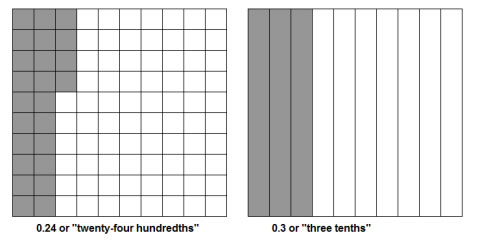 0.24 or "twenty-four hundredths"
0.3 or "three tenths"